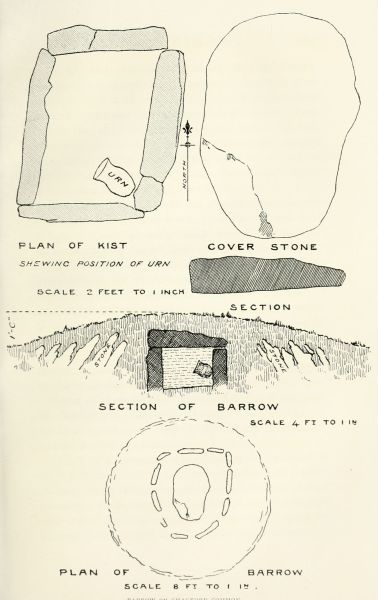 URN
NORTH
PLAN OF KIST
SHEWING POSITION OF URN
SCALE 2 FEET TO 1 INCH
COVER STONE
SECTION
1'-0"
STONE
STONE
SECTION OF BARROW
SCALE 4 FT TO 1 IN
PLAN OF BARROW
SCALE 8 FT TO 1 IN.